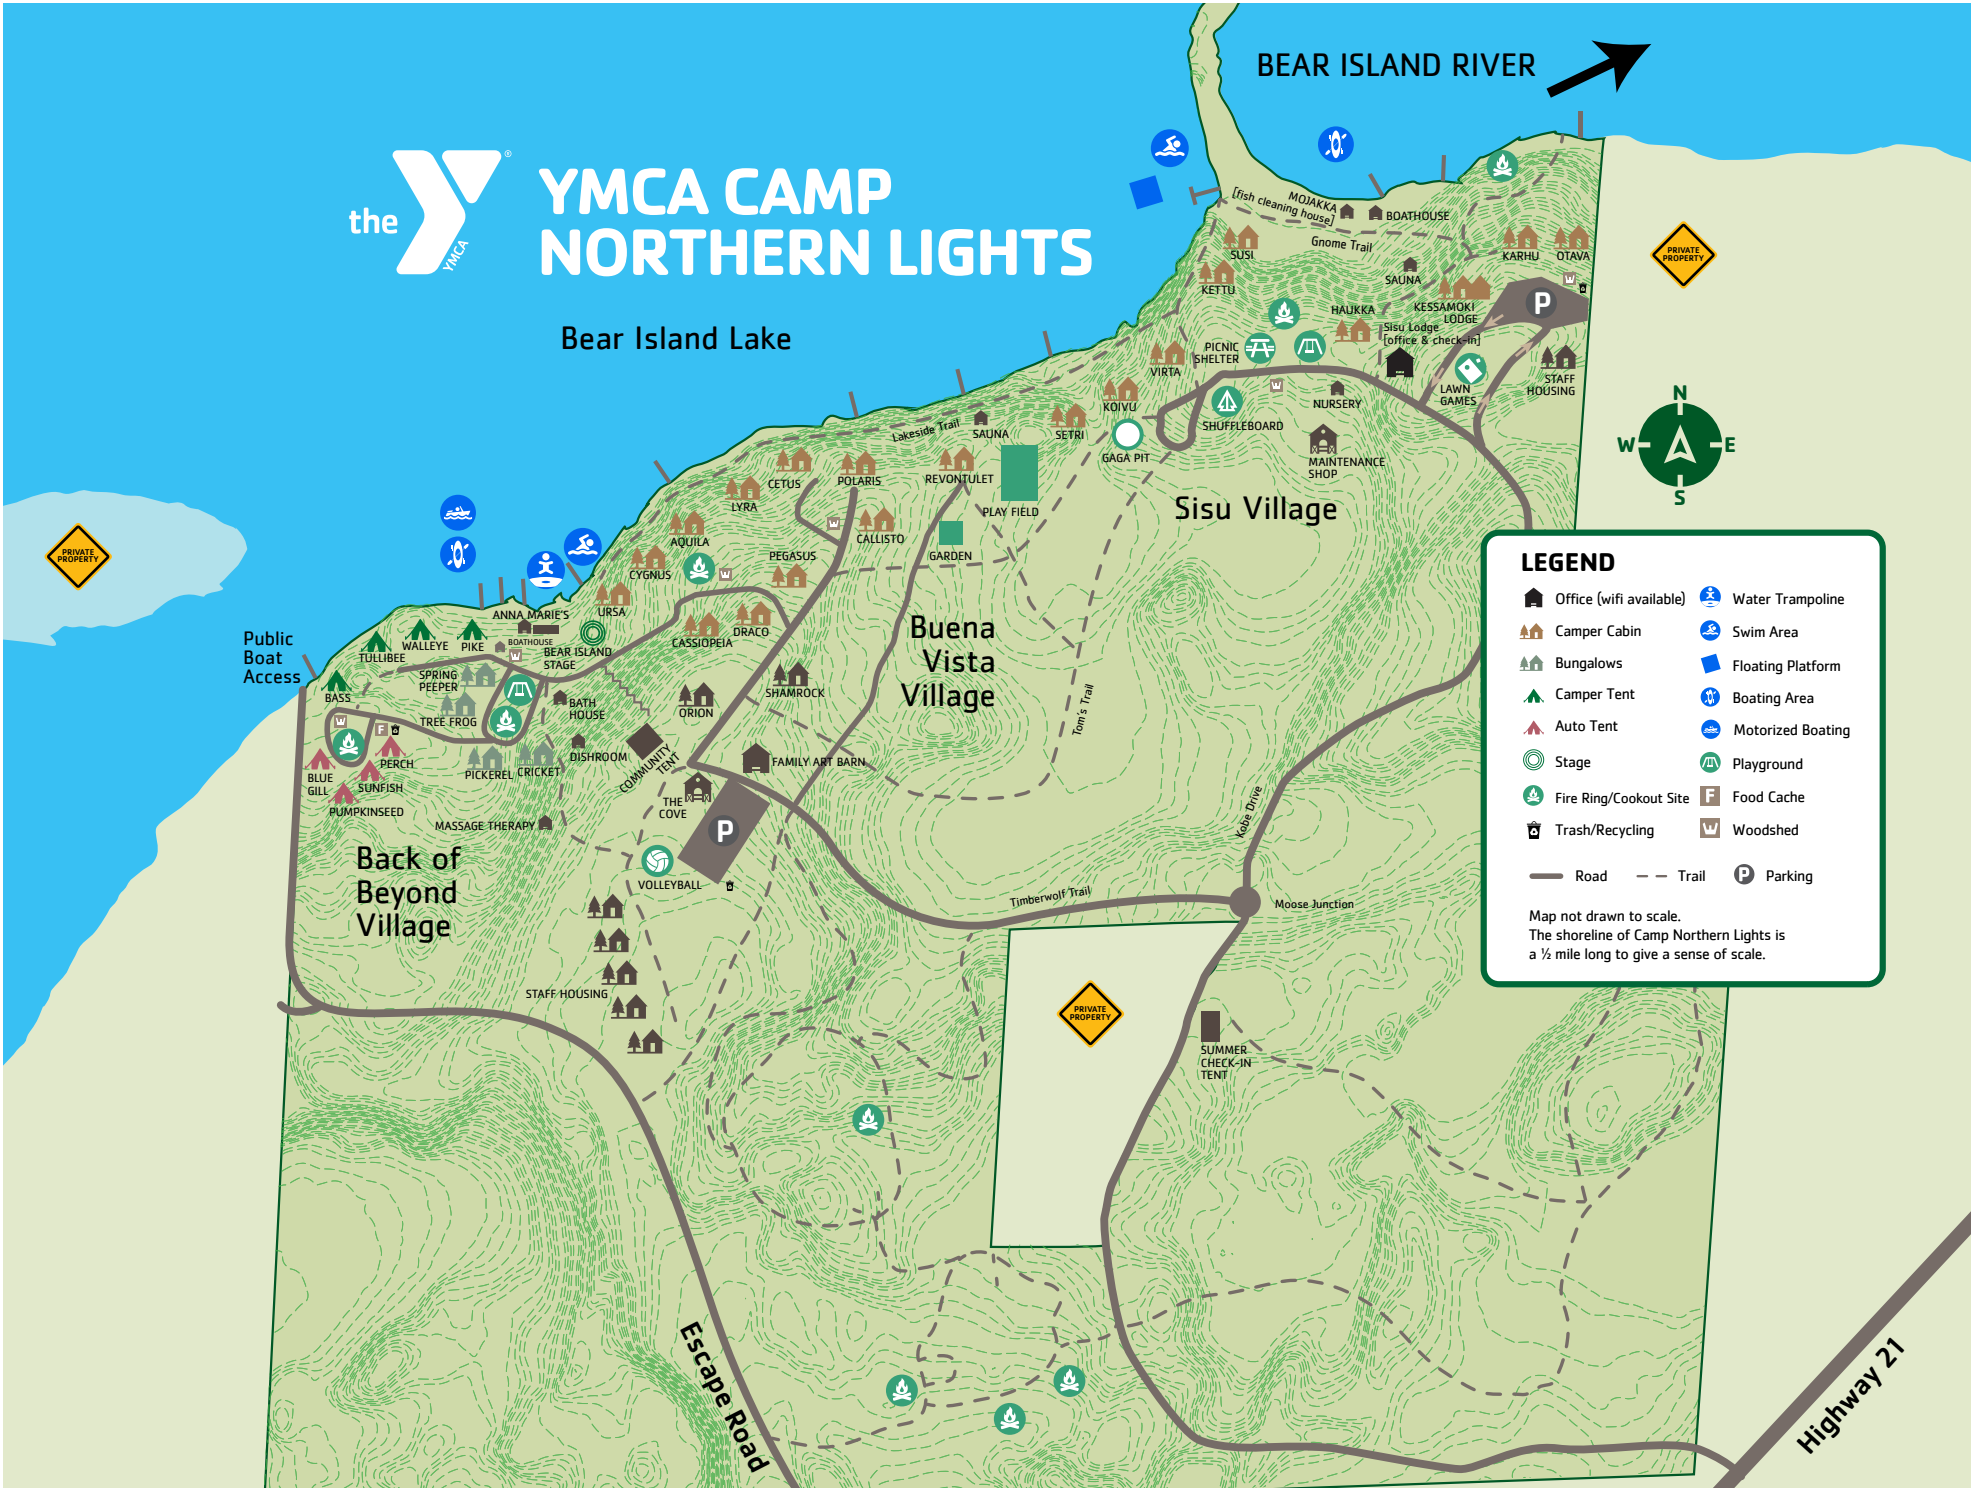 BEAR ISLAND RIVER
the
YMCA
®
YMCA CAMP
NORTHERN LIGHTS
Bear Island Lake
MOJAKKA
[fish cleaning house]
BOATHOUSE
Gnome Trail
SUSI
KETTU
SAUNA
KARHU
OTAVA
W
PRIVATE
PROPERTY
P
KESSAMOKI
LODGE
HAUKKA
Sisu Lodge
[office & check-in]
PICNIC
SHELTER
VIRTA
STAFF
HOUSING
LAWN
GAMES
W
NURSERY
KOIVU
SETRI
GAGA PIT
SHUFFLEBOARD
MAINTENANCE
SHOP
Sisu Village
N
W
E
S
Lakeside Trail
SAUNA
CETUS
POLARIS
REVONTULET
PLAY FIELD
LYRA
W
CALLISTO
GARDEN
AQUILA
PEGASUS
CYGNUS
W
URSA
CASSIOPEIA
DRACO
Buena
Vista
Village
PRIVATE
PROPERTY
Public
Boat
Access
ANNA MARIE'S
BOATHOUSE
W
BEAR ISLAND
STAGE
TULLIBEE
WALLEYE
PIKE
BASS
SPRING
PEEPER
TREE FROG
BATH
HOUSE
W
F
PERCH
BLUE
GILL
SUNFISH
PUMPKINSEED
PICKEREL
CRICKET
DISHROOM
COMMUNITY
TENT
ORION
SHAMROCK
FAMILY ART BARN
THE
COVE
P
MASSAGE THERAPY
VOLLEYBALL
Back of
Beyond
Village
STAFF HOUSING
Tom's Trail
Kobe Drive
Timberwolf Trail
Moose Junction
PRIVATE
PROPERTY
SUMMER
CHECK-IN
TENT
Escape Road
Highway 21
LEGEND
Office (wifi available)
Camper Cabin
Bungalows
Camper Tent
Auto Tent
Stage
Fire Ring/Cookout Site
Trash/Recycling
Water Trampoline
Swim Area
Floating Platform
Boating Area
Motorized Boating
Playground
F Food Cache
W Woodshed
Road
Trail
P Parking
Map not drawn to scale.
The shoreline of Camp Northern Lights is
a ½ mile long to give a sense of scale.